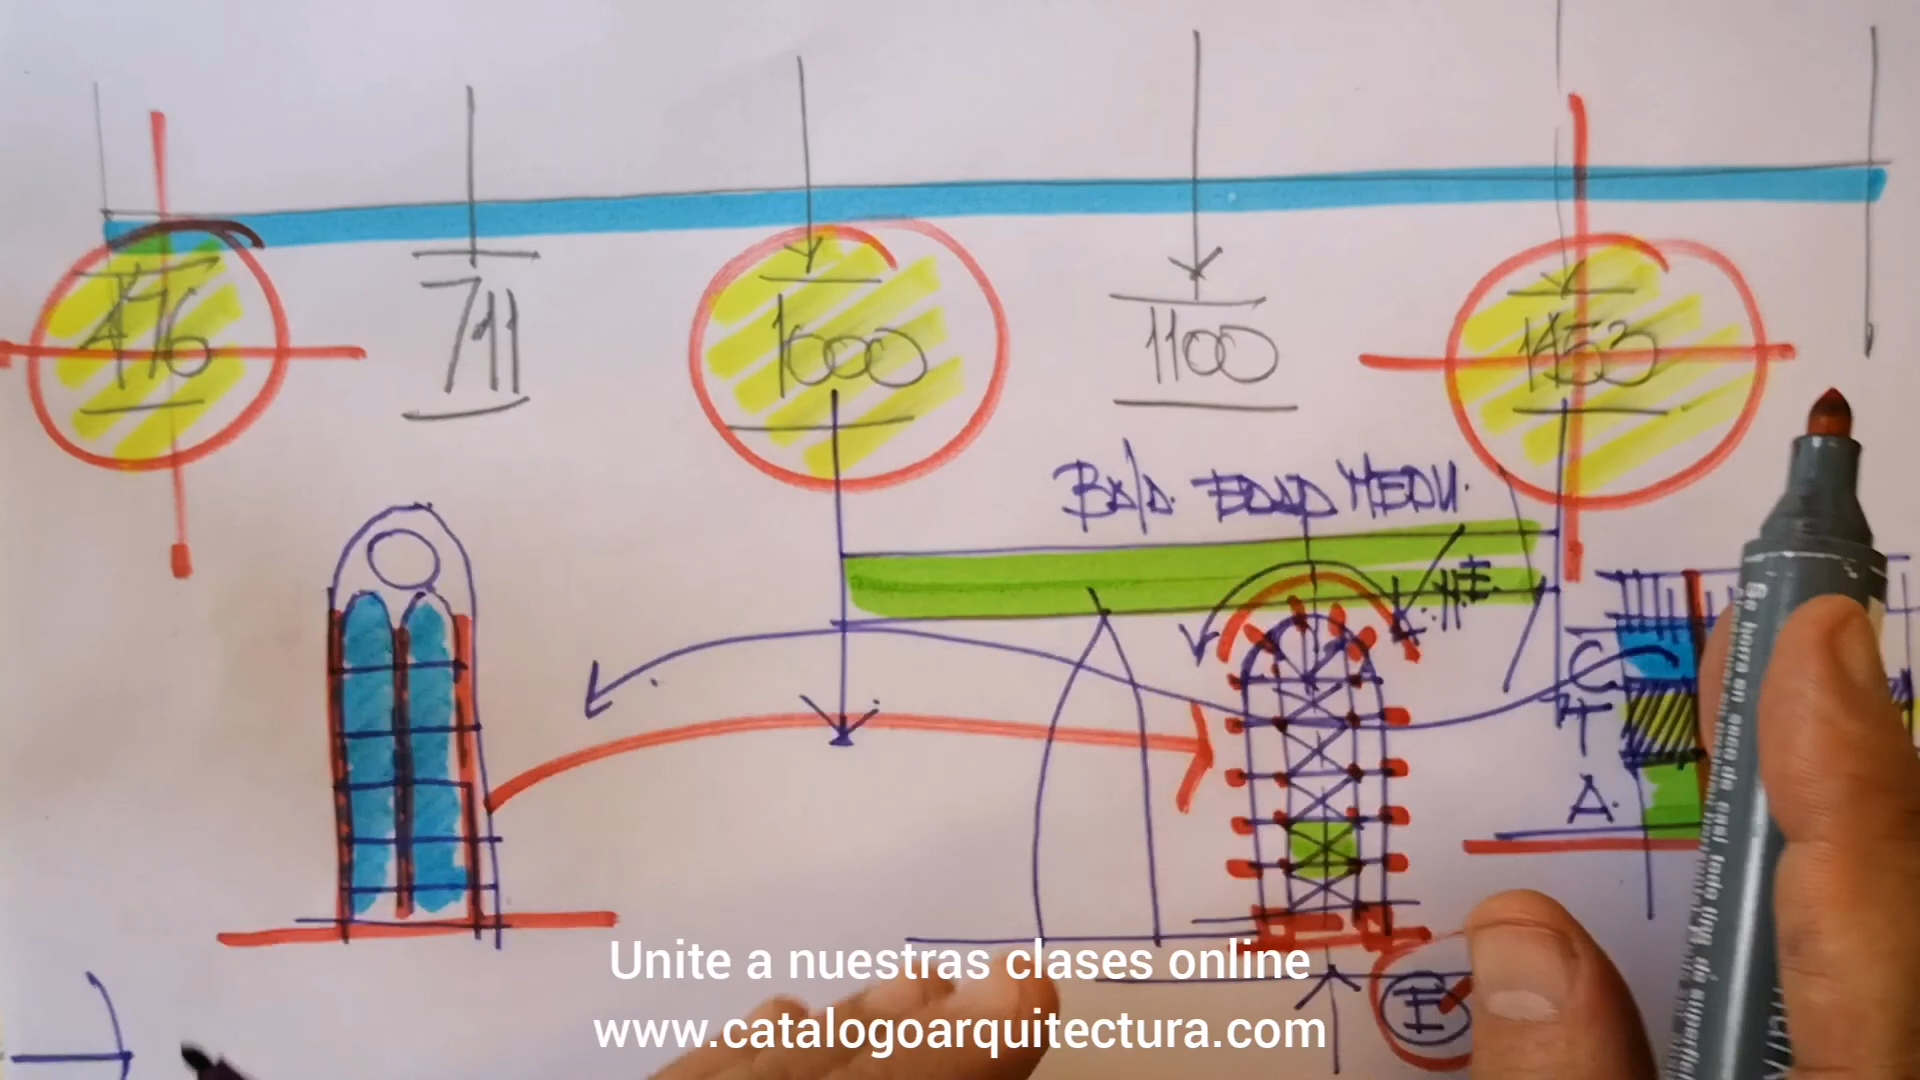 476
711
1000
1100
1453
BAJA EDAD MEDIA.
C
T
A.
E
Unite a nuestras clases online
www.catalogoarquitectura.com